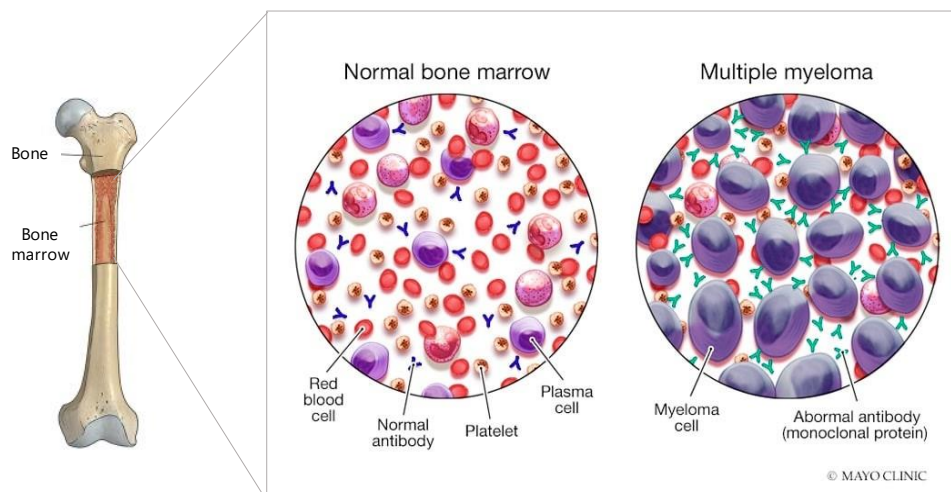 Normal bone marrow
Multiple myeloma
Bone
Bone
marrow
Red
blood
cell
Normal
antibody
Platelet
Plasma
cell
Myeloma
cell
Abormal antibody
(monoclonal protein)
© MAYO CLINIC